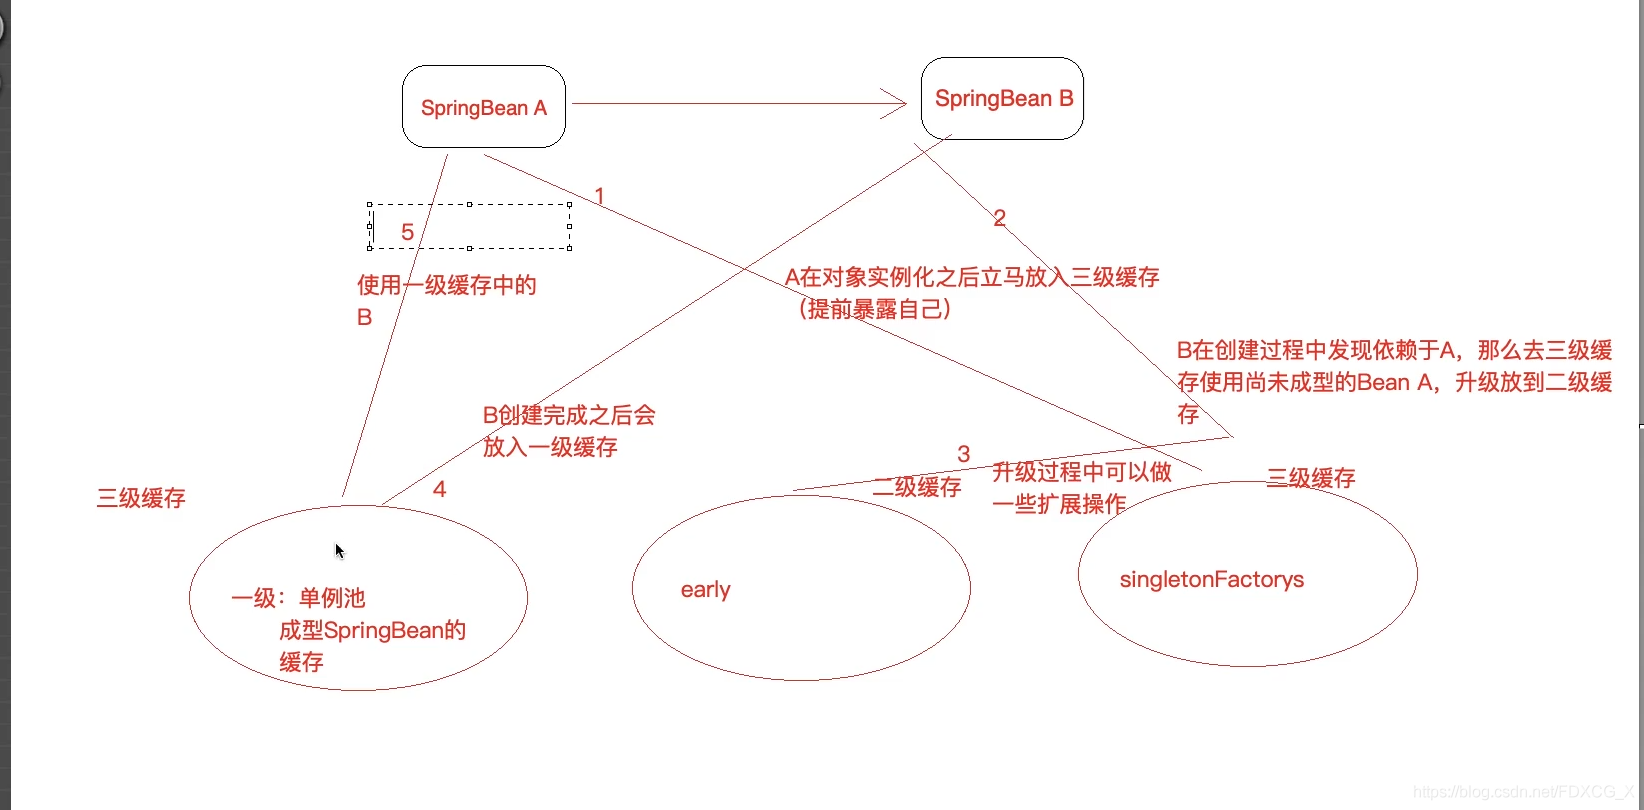 SpringBean A
SpringBean B
1
2
5
A在对象实例化之后立马放入三级缓存
（提前暴露自己）
使用一级缓存中的
B
B在创建过程中发现依赖于A，那么去三级缓
存使用尚未成型的Bean A，升级放到二级缓
存
B创建完成之后会
放入一级缓存
3
升级过程中可以做
一些扩展操作
三级缓存
4
二级缓存
三级缓存
一级：单例池
成型SpringBean的
缓存
early
singletonFactorys
https://blog.csdn.net/FDXCG_X